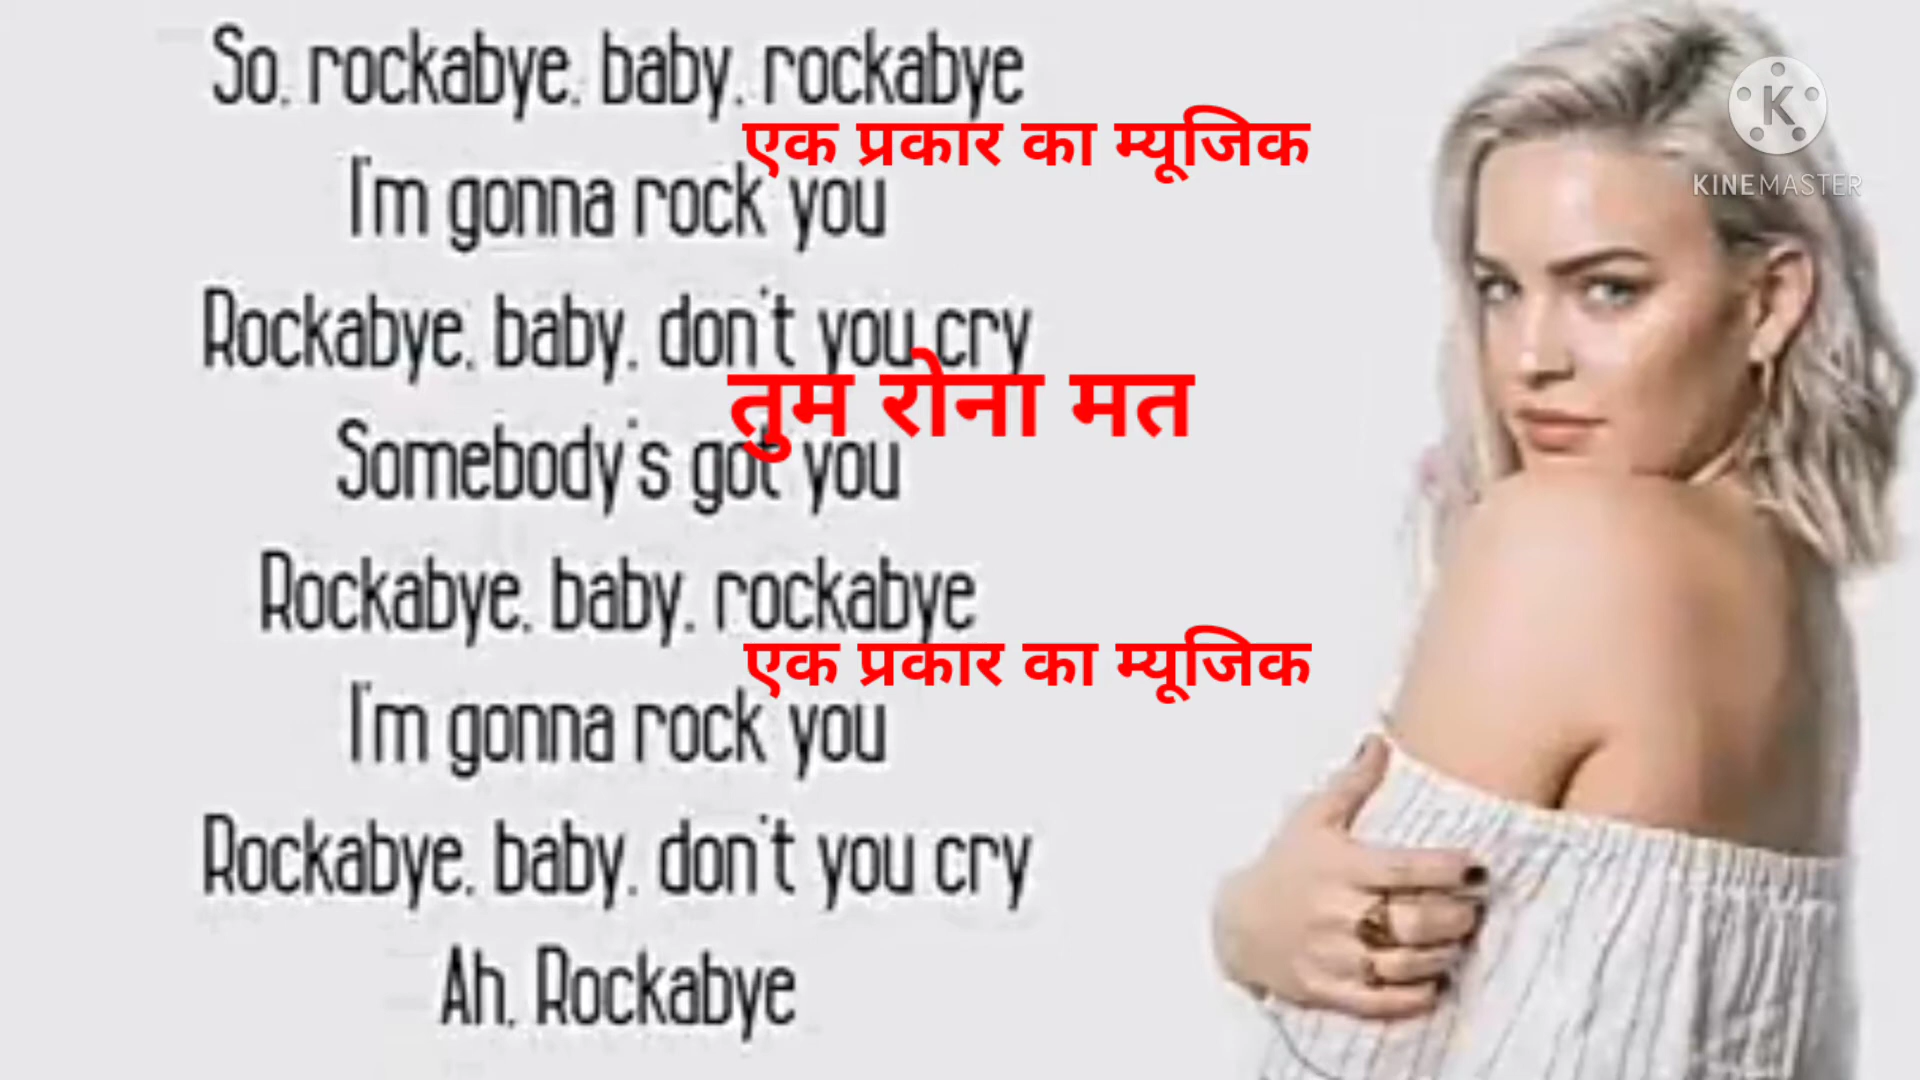 So, rockabye, baby, rockabye
एक प्रकार का म्यूजिक
I'm gonna rock you
Rockabye, baby, don't you cry
तुम रोना मत
Somebody's got you
Rockabye, baby, rockabye
एक प्रकार का म्यूजिक
I'm gonna rock you
Rockabye, baby, don't you cry
Ah, Rockabye
K
KINEMASTER